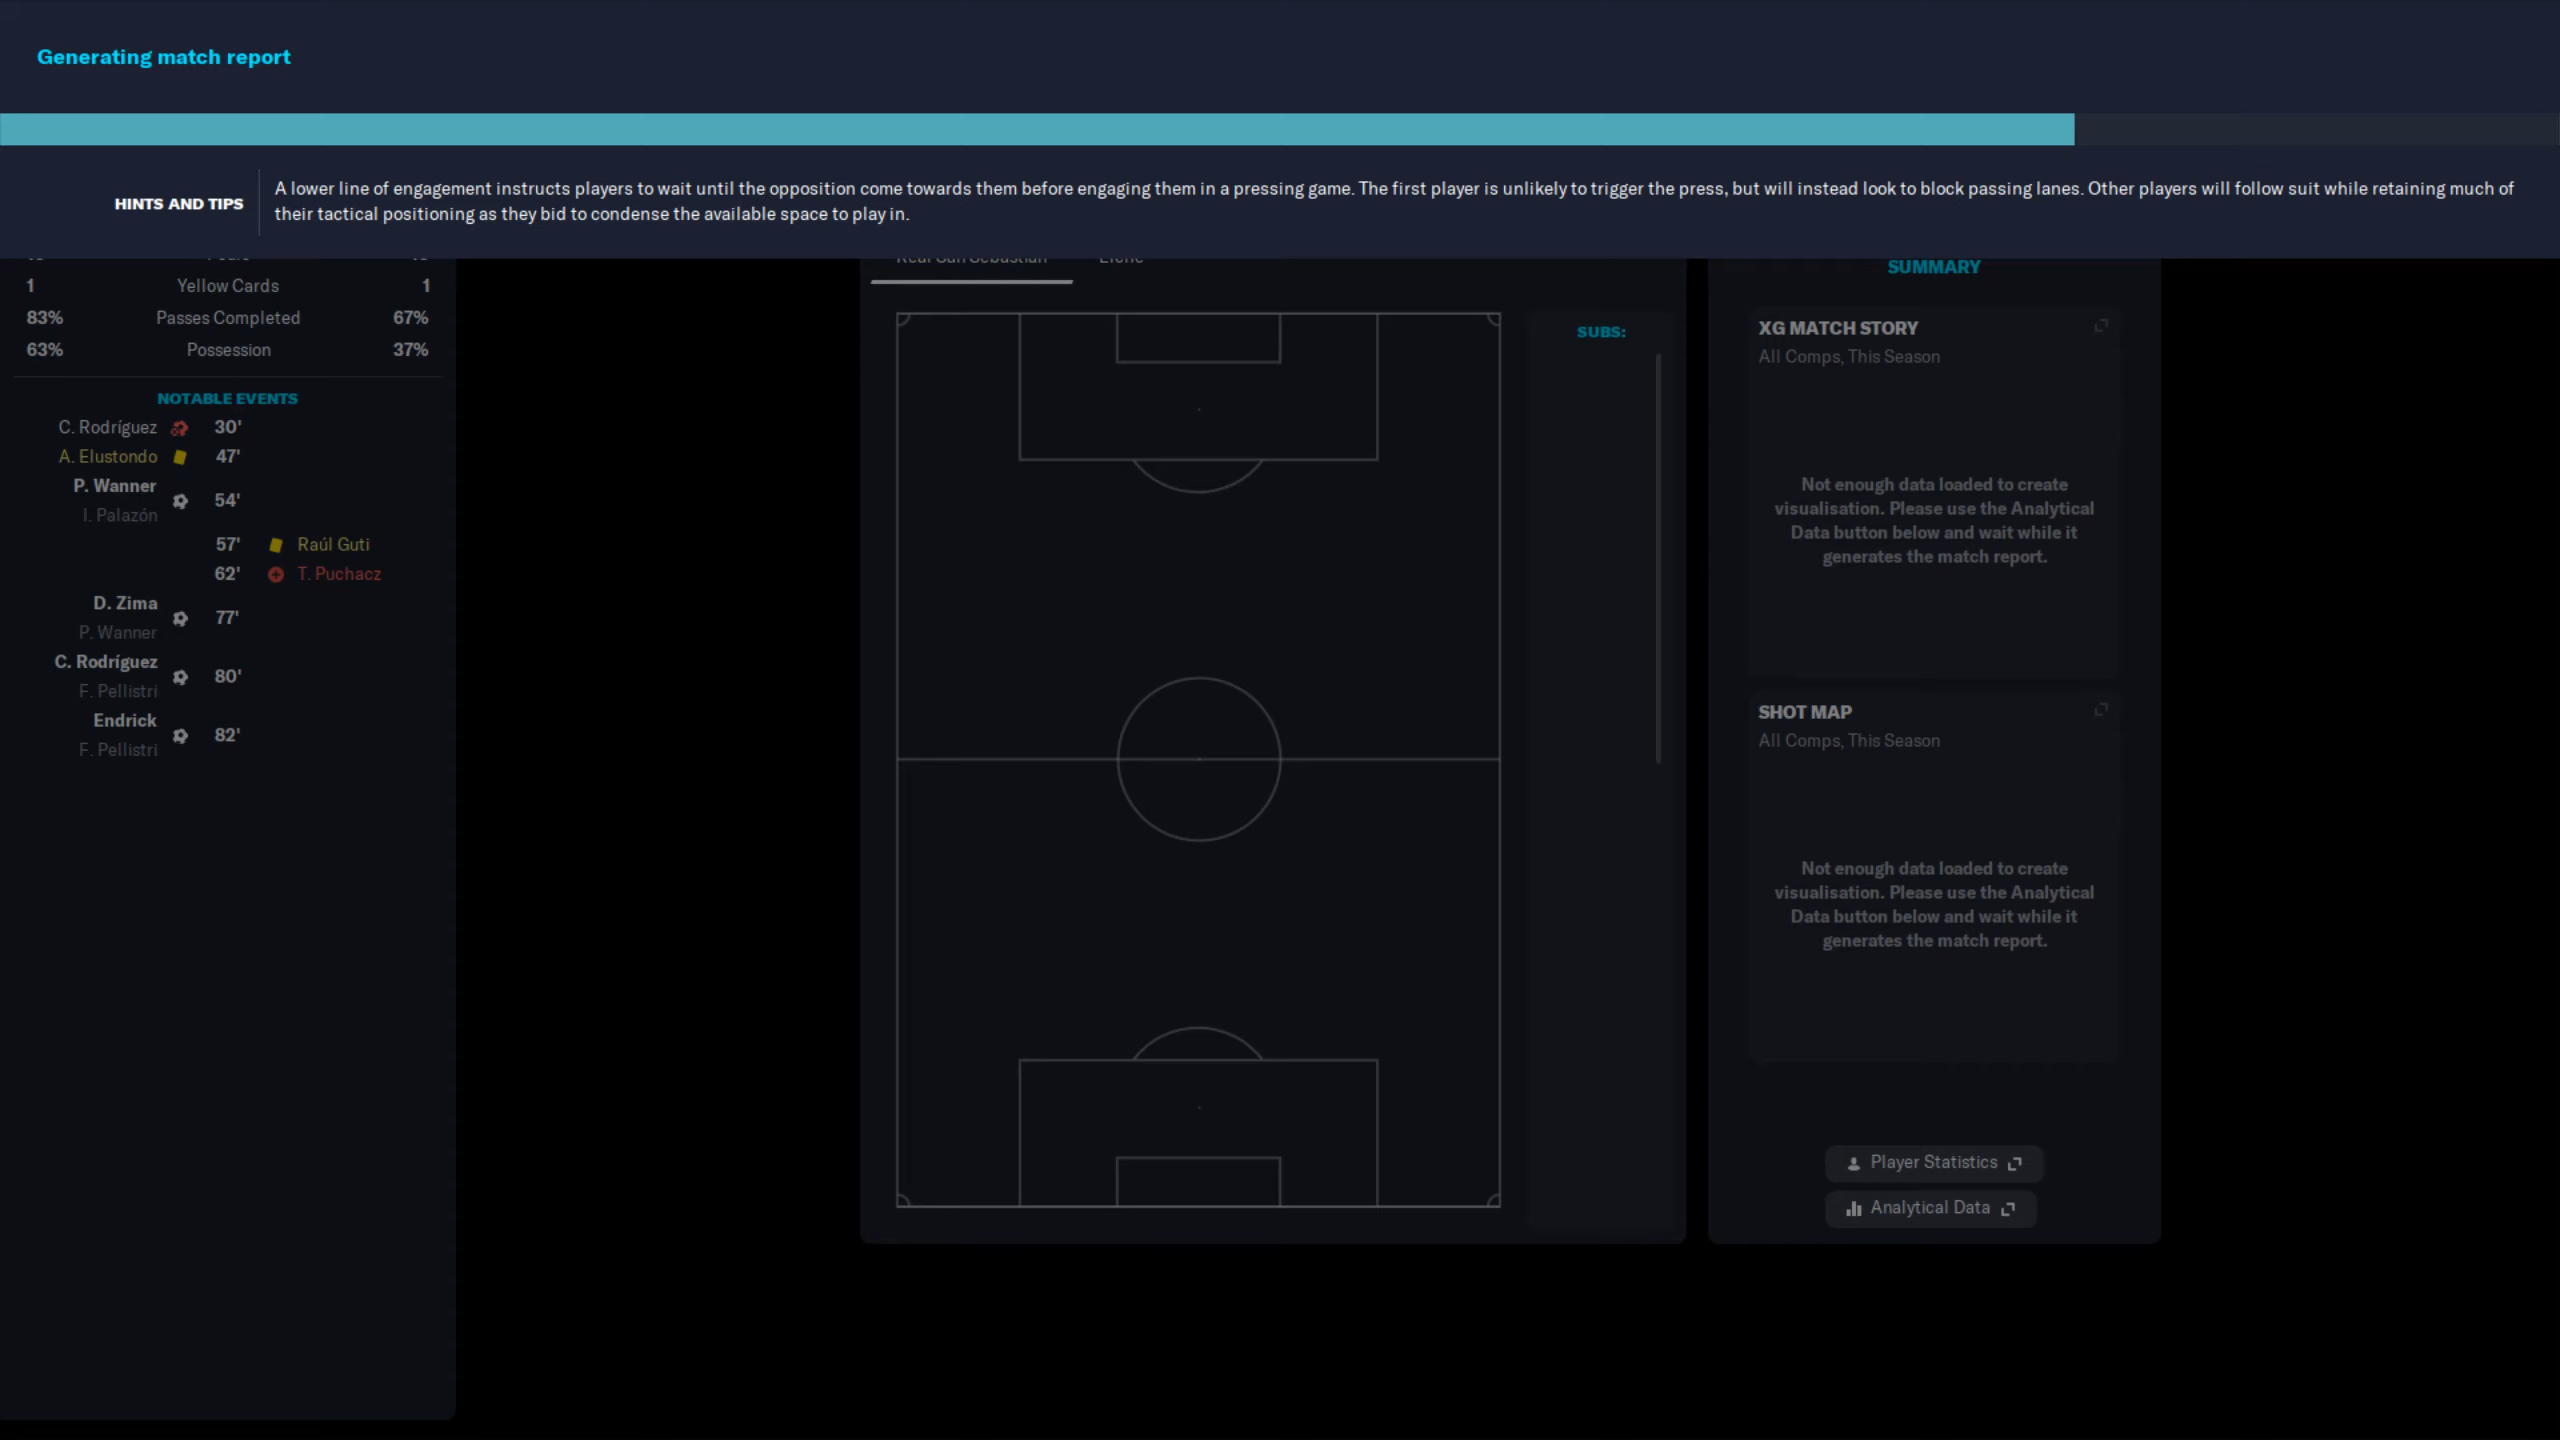 Generating match report
HINTS AND TIPS
A lower line of engagement instructs players to wait until the opposition come towards them before engaging them in a pressing game. The first player is unlikely to trigger the press, but will instead look to block passing lanes. Other players will follow suit while retaining much of
their tactical positioning as they bid to condense the available space to play in.
1 Yellow Cards 1
83% Passes Completed 67%
63% Possession 37%
NOTABLE EVENTS
C. Rodríguez 30'
A. Elustondo 47'
P. Wanner
54'
I. Palazón
57' Raúl Guti
62' T. Puchacz
D. Zima
77'
P. Wanner
C. Rodríguez
80'
F. Pellistri
Endrick
82'
F. Pellistri
Real San Sebastián Elche
SUBS:
SUMMARY
XG MATCH STORY
All Comps, This Season
Not enough data loaded to create
visualisation. Please use the Analytical
Data button below and wait while it
generates the match report.
SHOT MAP
All Comps, This Season
Not enough data loaded to create
visualisation. Please use the Analytical
Data button below and wait while it
generates the match report.
Player Statistics
Analytical Data